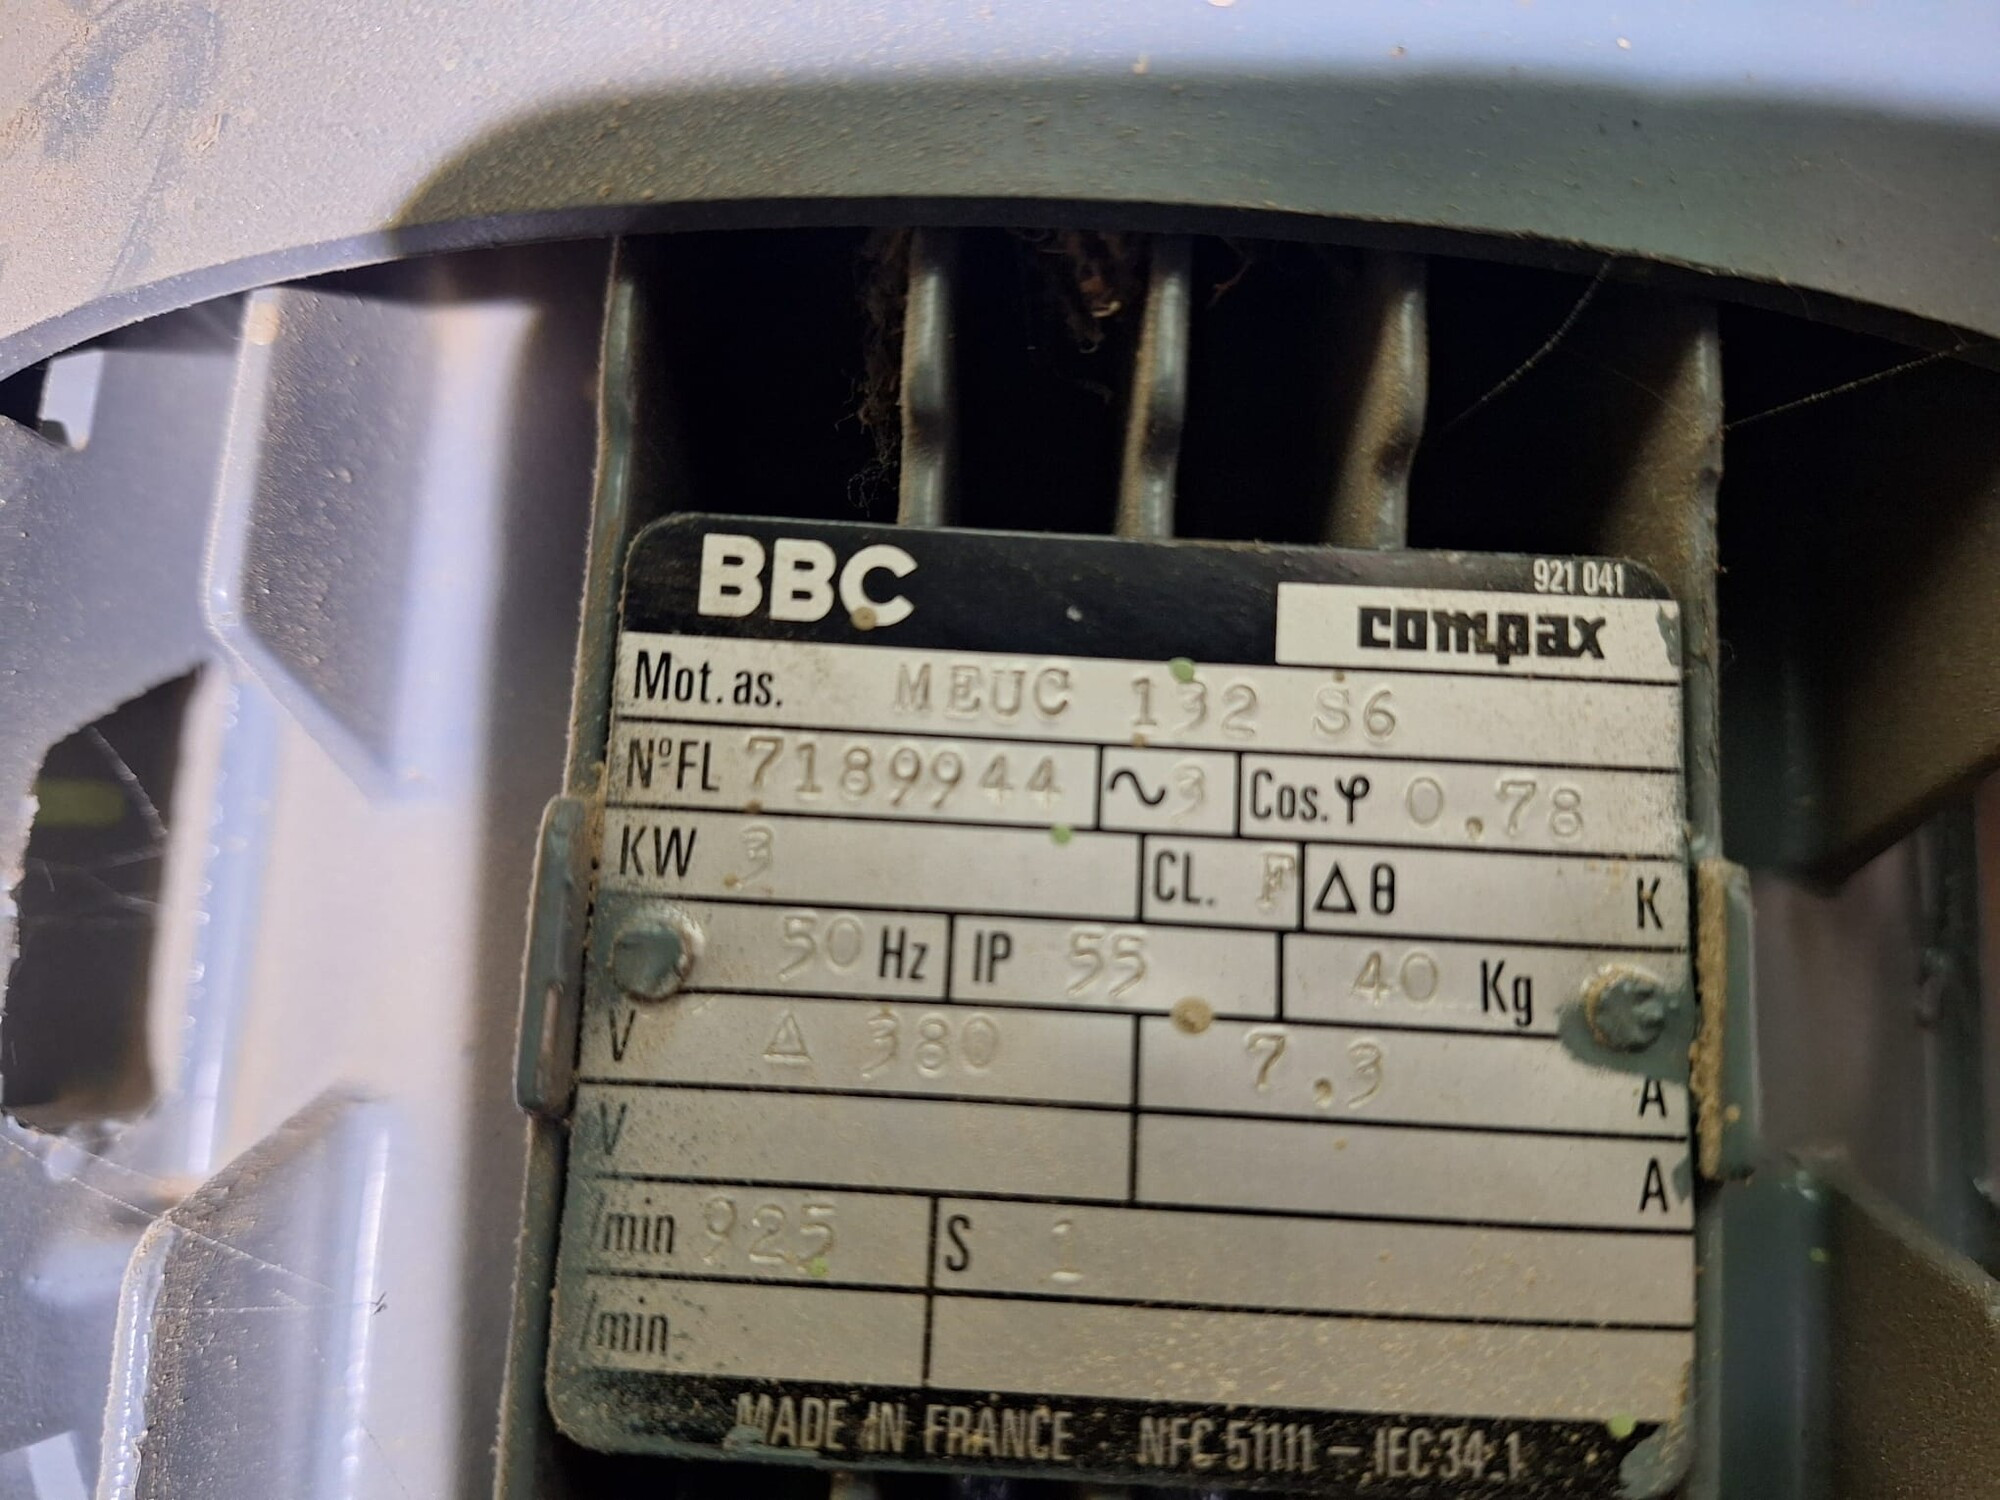 BBC
921 041
compax
Mot. as. MEUC 132 S6
NºFL 7189944 ~3 Cos. φ 0,78
KW 3 CL. F Δθ K
50 Hz IP 55 40 Kg
V Δ 380 7,3 A
V A
/min 925 S 1
/min
MADE IN FRANCE NFC 51111 - IEC 34.1